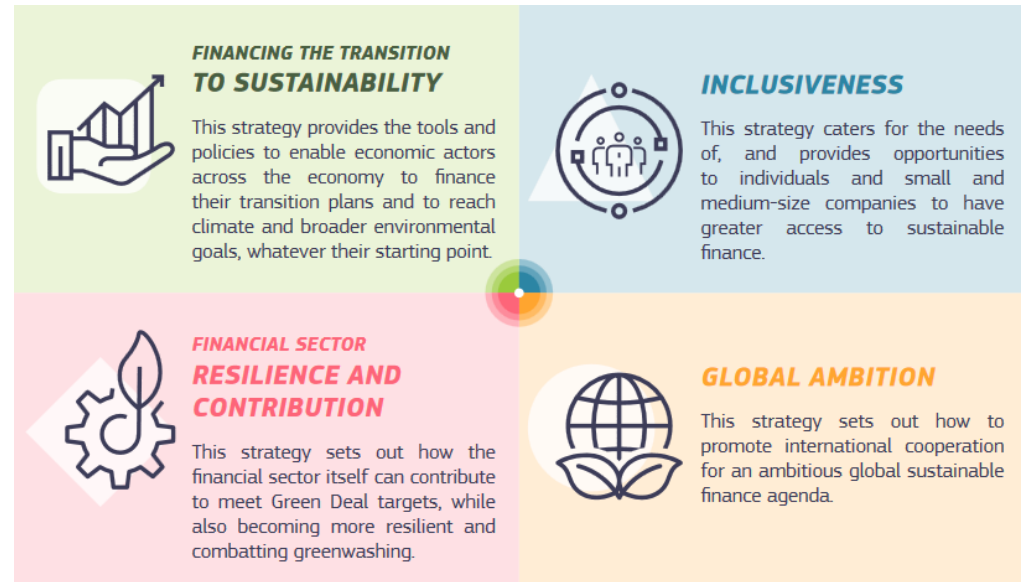 FINANCING THE TRANSITION
TO SUSTAINABILITY
This strategy provides the tools and
policies to enable economic actors
across the economy to finance
their transition plans and to reach
climate and broader environmental
goals, whatever their starting point.
INCLUSIVENESS
This strategy caters for the needs
of, and provides opportunities
to individuals and small and
medium-size companies to have
greater access to sustainable
finance.
FINANCIAL SECTOR
RESILIENCE AND
CONTRIBUTION
This strategy sets out how the
financial sector itself can contribute
to meet Green Deal targets, while
also becoming more resilient and
combatting greenwashing.
GLOBAL AMBITION
This strategy sets out how to
promote international cooperation
for an ambitious global sustainable
finance agenda.